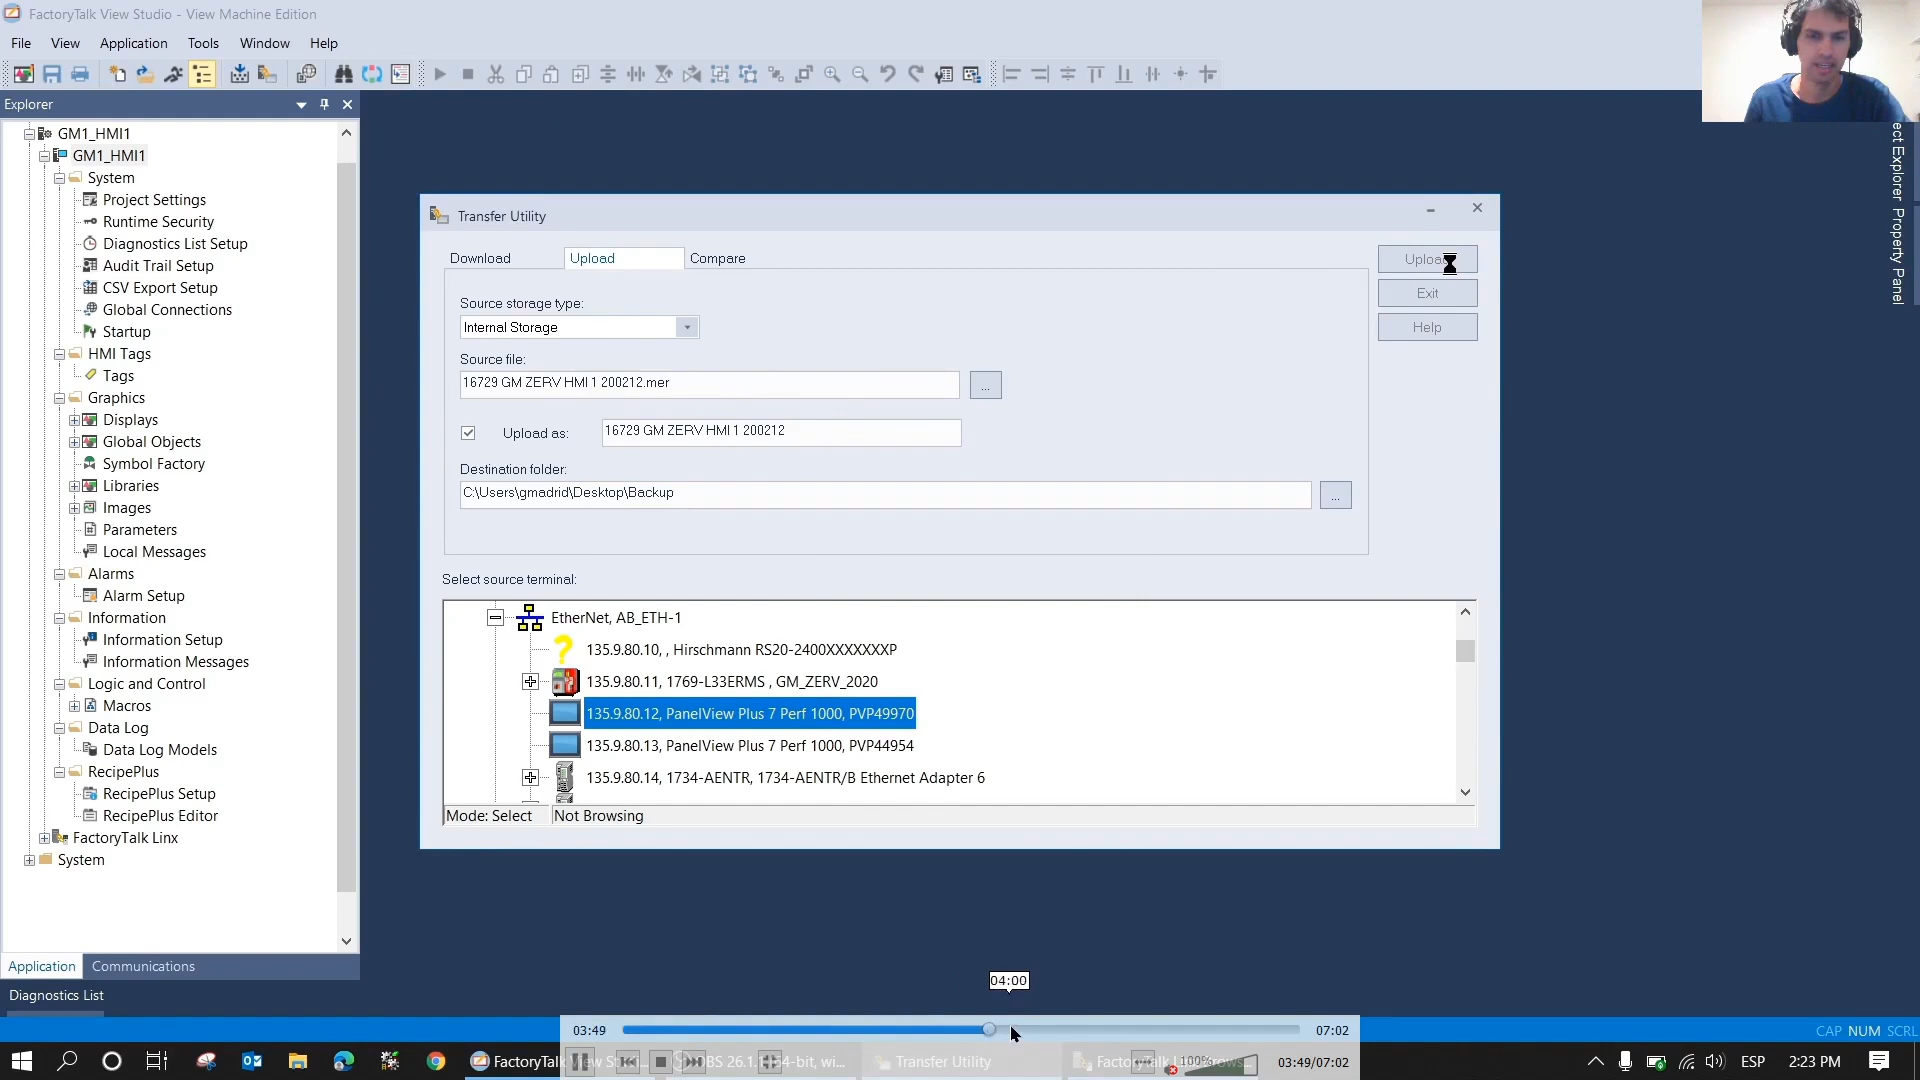 FactoryTalk View Studio - View Machine Edition
File View Application Tools Window Help
Explorer
GM1_HMI1
GM1_HMI1
System
Project Settings
Runtime Security
Diagnostics List Setup
Audit Trail Setup
CSV Export Setup
Global Connections
Startup
HMI Tags
Tags
Graphics
Displays
Global Objects
Symbol Factory
Libraries
Images
Parameters
Local Messages
Alarms
Alarm Setup
Information
Information Setup
Information Messages
Logic and Control
Macros
Data Log
Data Log Models
RecipePlus
RecipePlus Setup
RecipePlus Editor
FactoryTalk Linx
System
Application Communications
Diagnostics List
Transfer Utility
Download Upload Compare
Exit
Help
Source storage type:
Internal Storage
Source file:
16729 GM ZERV HMI 1 200212.mer
...
Upload as: 16729 GM ZERV HMI 1 200212
Destination folder:
C:\Users\gmadrid\Desktop\Backup
...
Select source terminal:
EtherNet, AB_ETH-1
135.9.80.10, , Hirschmann RS20-2400XXXXXXXP
135.9.80.11, 1769-L33ERMS , GM_ZERV_2020
135.9.80.12, PanelView Plus 7 Perf 1000, PVP49970
135.9.80.13, PanelView Plus 7 Perf 1000, PVP44954
135.9.80.14, 1734-AENTR, 1734-AENTR/B Ethernet Adapter 6
Mode: Select Not Browsing
Explorer Property Panel
04:00
03:49 07:02
CAP NUM SCRL
FactoryTalk View Transfer Utility 100% 03:49/07:02
ESP 2:23 PM